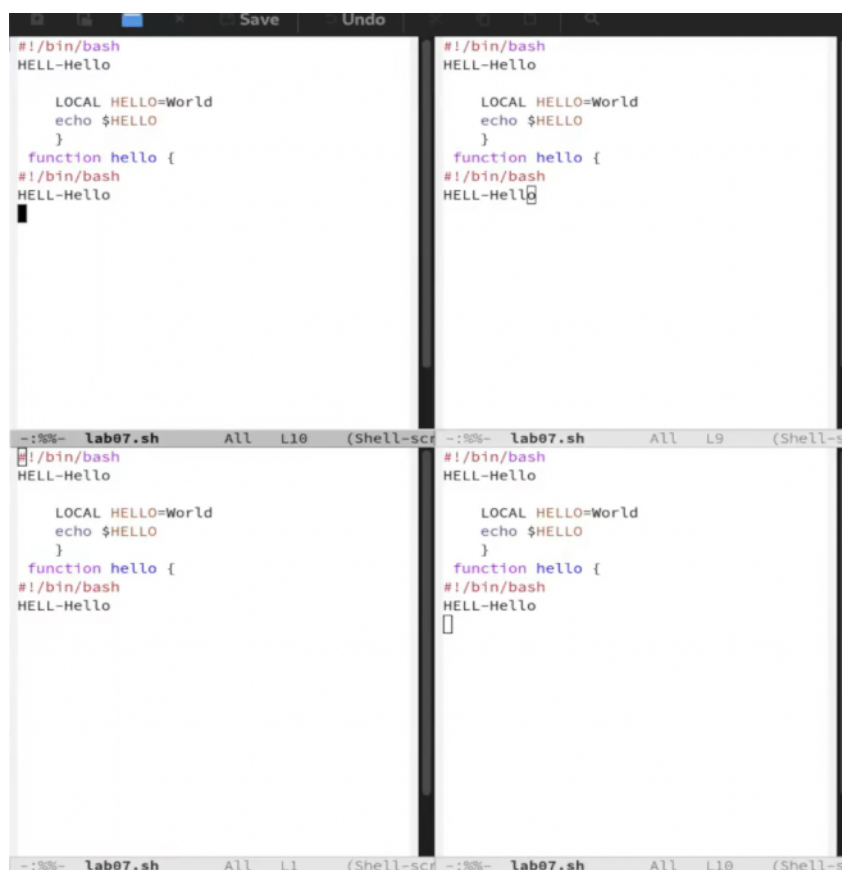 Save Undo
#!/bin/bash
HELL-Hello
LOCAL HELLO=World
echo $HELLO
}
function hello {
#!/bin/bash
HELL-Hello
-:%%- lab07.sh All L10 (Shell-scr
#!/bin/bash
HELL-Hello
LOCAL HELLO=World
echo $HELLO
}
function hello {
#!/bin/bash
HELL-Hello
-:%%- lab07.sh All L9 (Shell-s
#!/bin/bash
HELL-Hello
LOCAL HELLO=World
echo $HELLO
}
function hello {
#!/bin/bash
HELL-Hello
-:%%- lab07.sh All L1 (Shell-scr
#!/bin/bash
HELL-Hello
LOCAL HELLO=World
echo $HELLO
}
function hello {
#!/bin/bash
HELL-Hello
-:%%- lab07.sh All L10 (Shell-s